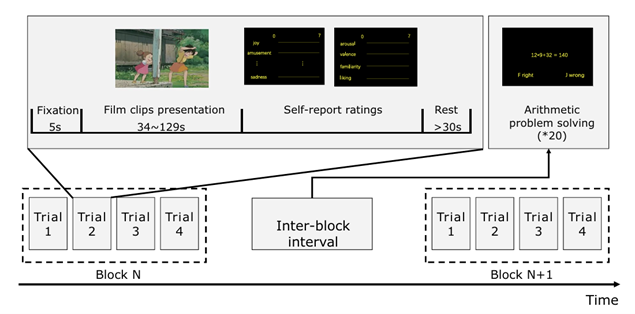 0 7
joy
amusement
sadness
0 7
arousal
valence
familiarity
liking
12*9+32 = 140
F right J wrong
Fixation
5s
Film clips presentation
34~129s
Self-report ratings
Rest
>30s
Arithmetic
problem solving
(*20)
Trial
1
Trial
2
Trial
3
Trial
4
Block N
Inter-block
interval
Trial
1
Trial
2
Trial
3
Trial
4
Block N+1
Time